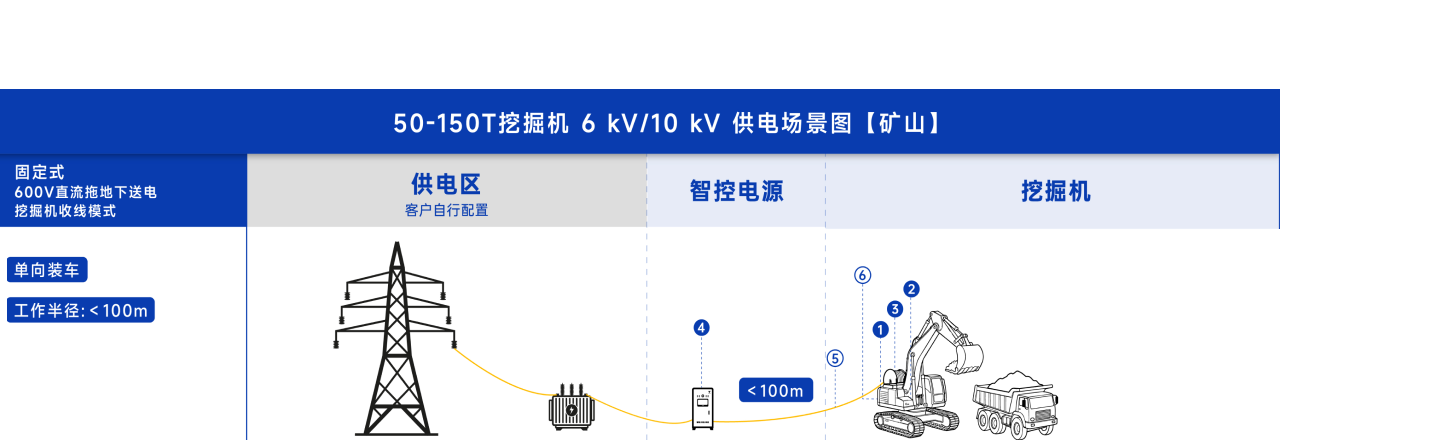 50-150T挖掘机 6 kV/10 kV 供电场景图【矿山】
固定式
600V直流拖地下送电
挖掘机收线模式
供电区
客户自行配置
智控电源
挖掘机
单向装车
工作半径:<100m
6
2
3
1
4
5
<100m